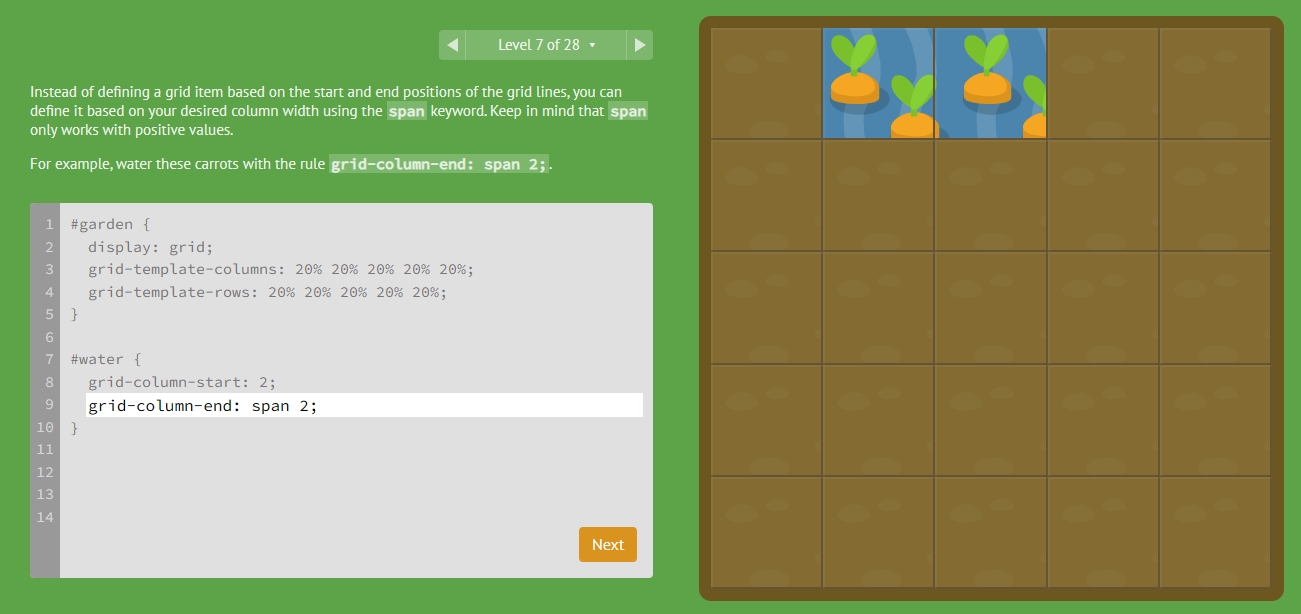 ◀ Level 7 of 28 ▾ ▶
Instead of defining a grid item based on the start and end positions of the grid lines, you can
define it based on your desired column width using the span keyword. Keep in mind that span
only works with positive values.
For example, water these carrots with the rule grid-column-end: span 2;.
1 #garden {
2 display: grid;
3 grid-template-columns: 20% 20% 20% 20% 20%;
4 grid-template-rows: 20% 20% 20% 20% 20%;
5 }
6
7 #water {
8 grid-column-start: 2;
9 grid-column-end: span 2;
10 }
11
12
13
14
Next